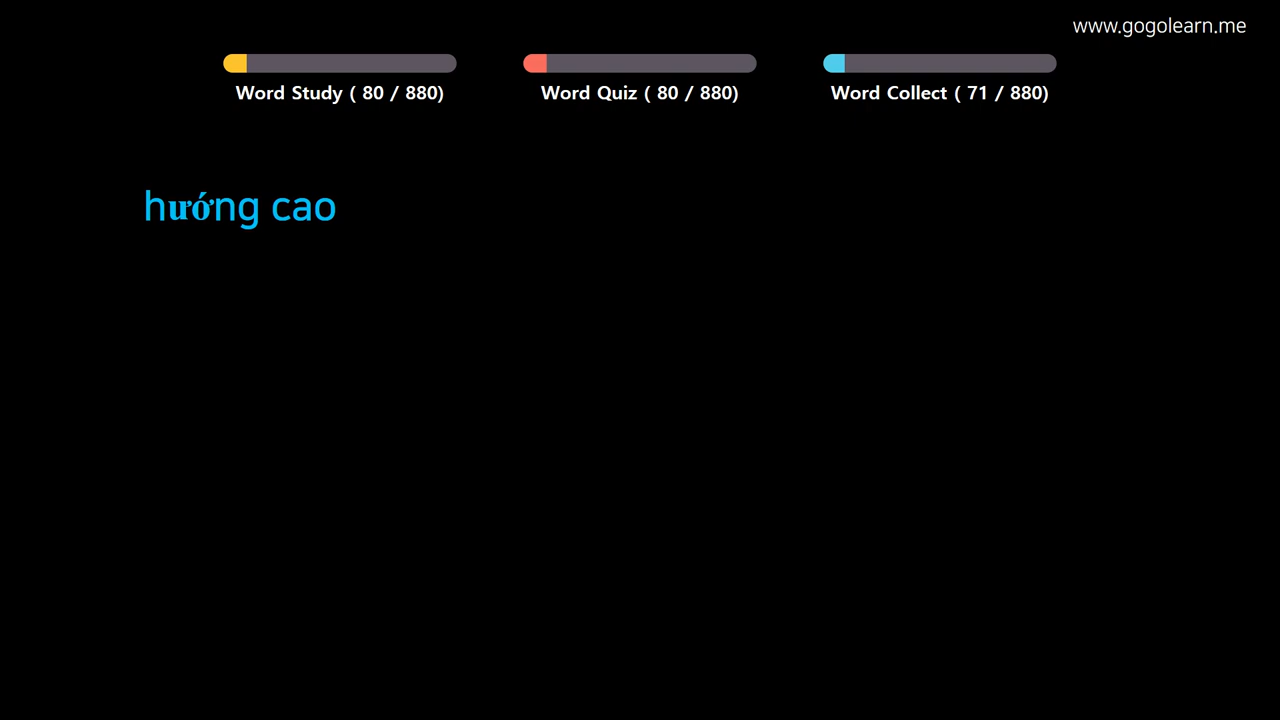 www.gogolearn.me
Word Study ( 80 / 880)
Word Quiz ( 80 / 880)
Word Collect ( 71 / 880)
hướng cao